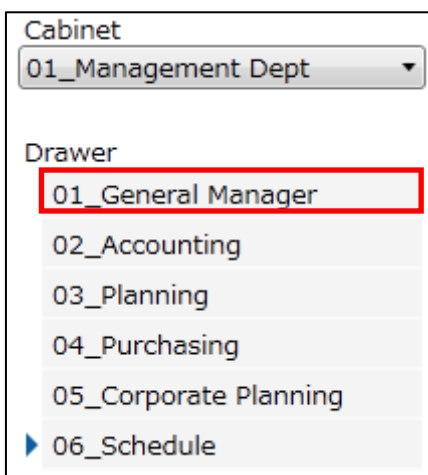 Cabinet
01_Management Dept
Drawer
01_General Manager
02_Accounting
03_Planning
04_Purchasing
05_Corporate Planning
06_Schedule